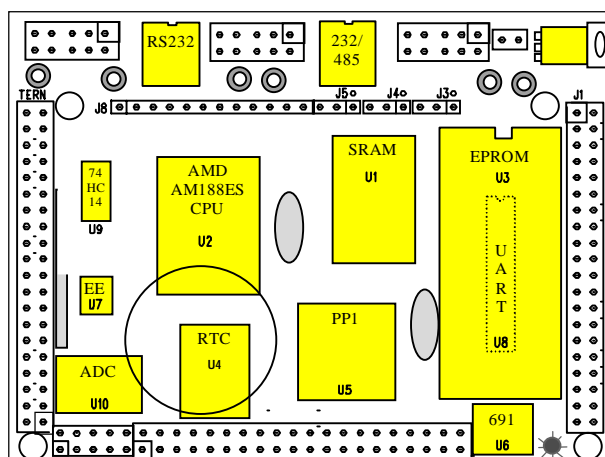 RS232
232/
485
TERN
J8
J5
J4
J3
J1
74
HC
14
U9
AMD
AM188ES
CPU
U2
SRAM
U1
EPROM
U3
UART
U8
EE
U7
RTC
U4
PP1
U5
ADC
U10
691
U6